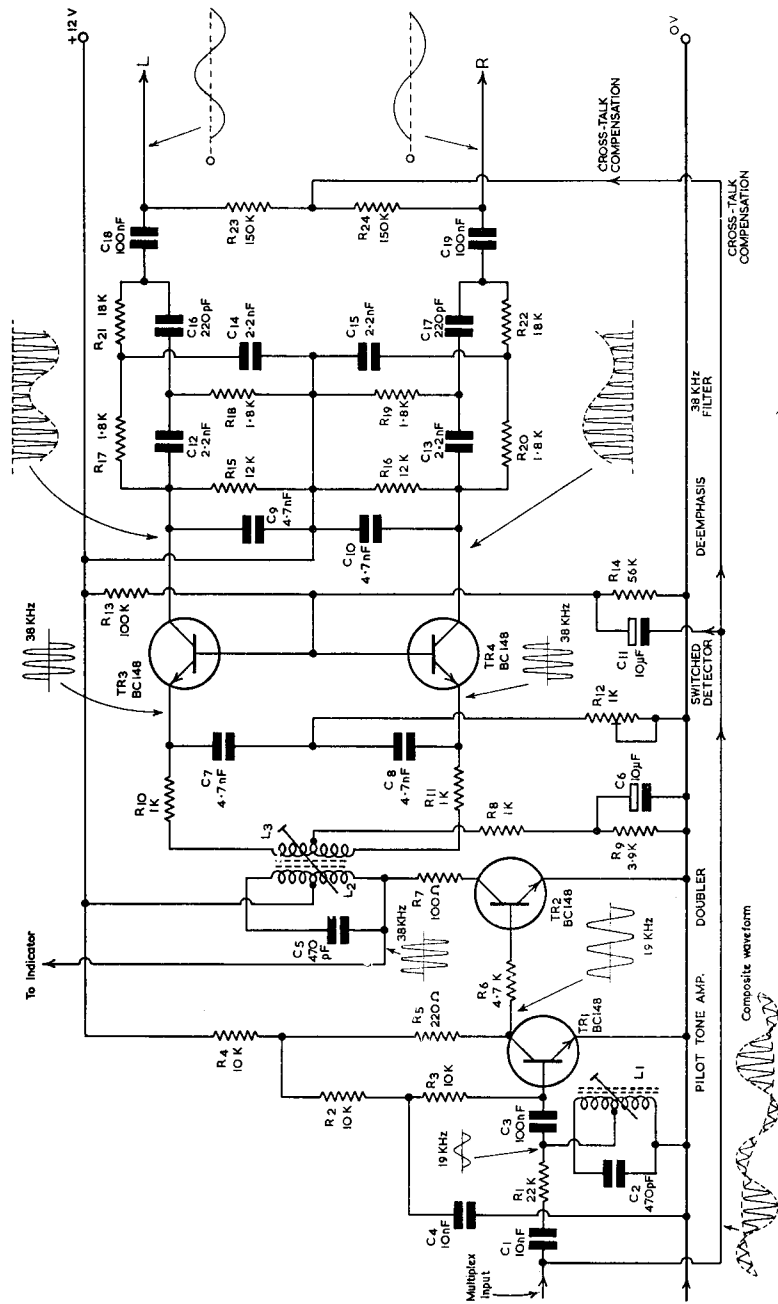 +12V
L
R
0V
CROSS-TALK
COMPENSATION
CROSS-TALK
COMPENSATION
C18
100nF
R23
150K
R24
150K
C19
100nF
R21 18K
C16
220pF
C14
2·2nF
C15
2·2nF
C17
220pF
R22
18K
R17 1·8K
C12
2·2nF
R18
1·8K
R19
1·8K
C13
2·2nF
R20
1·8K
R15
12K
R16
12K
C9
4·7nF
C10
4·7nF
38KHz
FILTER
DE-EMPHASIS
R13
100K
R14
56K
C11
10µF
SWITCHED
DETECTOR
38KHz
TR3
BC148
TR4
BC148
38KHz
C7
4·7nF
C8
4·7nF
R12
1K
R10
1K
R11
1K
L3
L2
R8
1K
C6
10µF
R9
3·9K
C5
470
pF
38KHz
R7
100Ω
TR2
BC148
DOUBLER
To Indicator
R4
10K
R5
220Ω
R6
4·7K
19 KHz
TR1
BC148
PILOT TONE AMP.
R2
10K
R3
10K
C3
100nF
19KHz
R1
22K
L1
C2
470pF
C4
10nF
C1
10nF
Multiplex
Input
Composite waveform